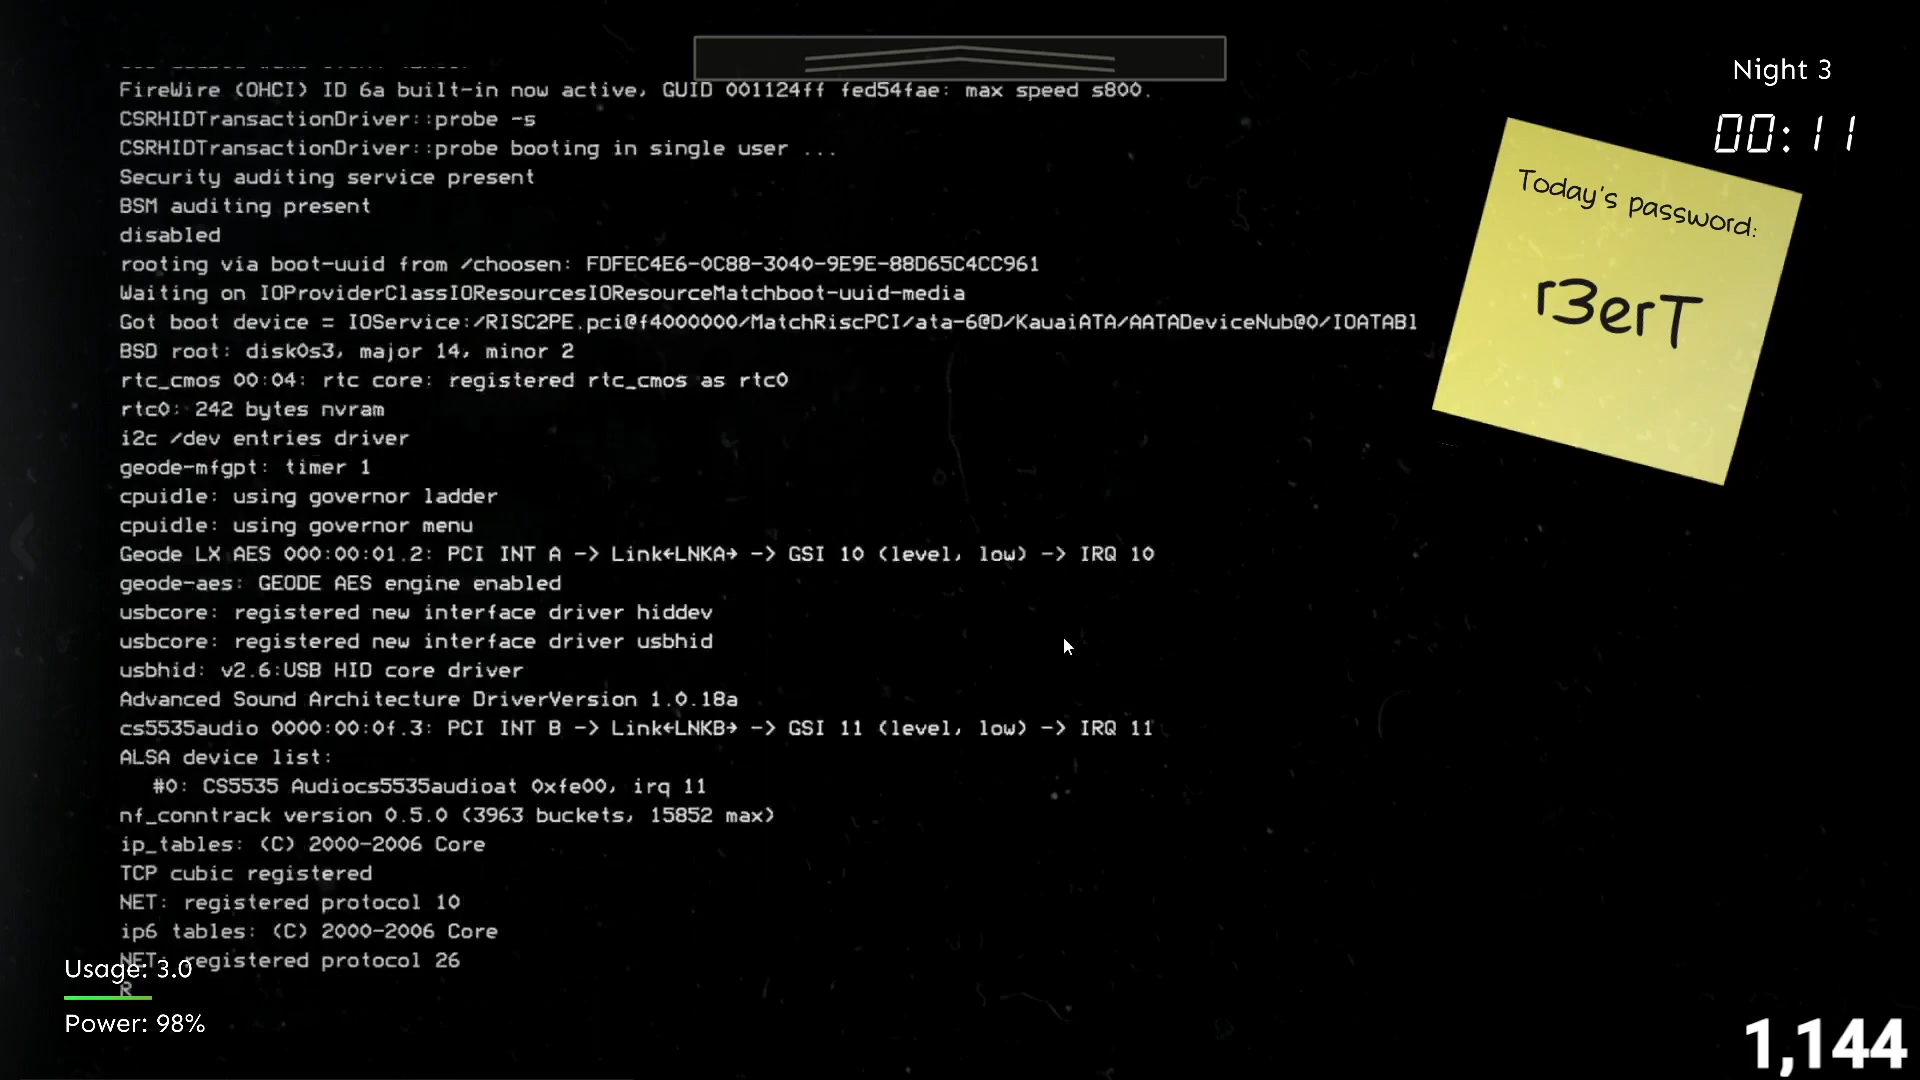 FireWire (OHCI) ID 6a built-in now active, GUID 001124ff fed54fae: max speed s800.
CSRHIDTransactionDriver::probe -s
CSRHIDTransactionDriver::probe booting in single user ...
Security auditing service present
BSM auditing present
disabled
rooting via boot-uuid from /choosen: FDFEC4E6-0C88-3040-9E9E-88D65C4CC961
Waiting on IOProviderClassIOResourcesIOResourceMatchboot-uuid-media
Got boot device = IOService:/RISC2PE.pci@f4000000/MatchRiscPCI/ata-6@D/KauaiATA/AATADeviceNub@0/IOATABl
BSD root: disk0s3, major 14, minor 2
rtc_cmos 00:04: rtc core: registered rtc_cmos as rtc0
rtc0: 242 bytes nvram
i2c /dev entries driver
geode-mfgpt: timer 1
cpuidle: using governor ladder
cpuidle: using governor menu
Geode LX AES 000:00:01.2: PCI INT A -> Link←LNKA→ -> GSI 10 (level, low) -> IRQ 10
geode-aes: GEODE AES engine enabled
usbcore: registered new interface driver hiddev
usbcore: registered new interface driver usbhid
usbhid: v2.6:USB HID core driver
Advanced Sound Architecture DriverVersion 1.0.18a
cs5535audio 0000:00:0f.3: PCI INT B -> Link←LNKB→ -> GSI 11 (level, low) -> IRQ 11
ALSA device list:
#0: CS5535 Audiocs5535audioat 0xfe00, irq 11
nf_conntrack version 0.5.0 (3963 buckets, 15852 max)
ip_tables: (C) 2000-2006 Core
TCP cubic registered
NET: registered protocol 10
ip6 tables: (C) 2000-2006 Core
NET: registered protocol 26
R
Usage: 3.0
Power: 98%
Night 3
00:11
Today's password:
r3erT
1,144